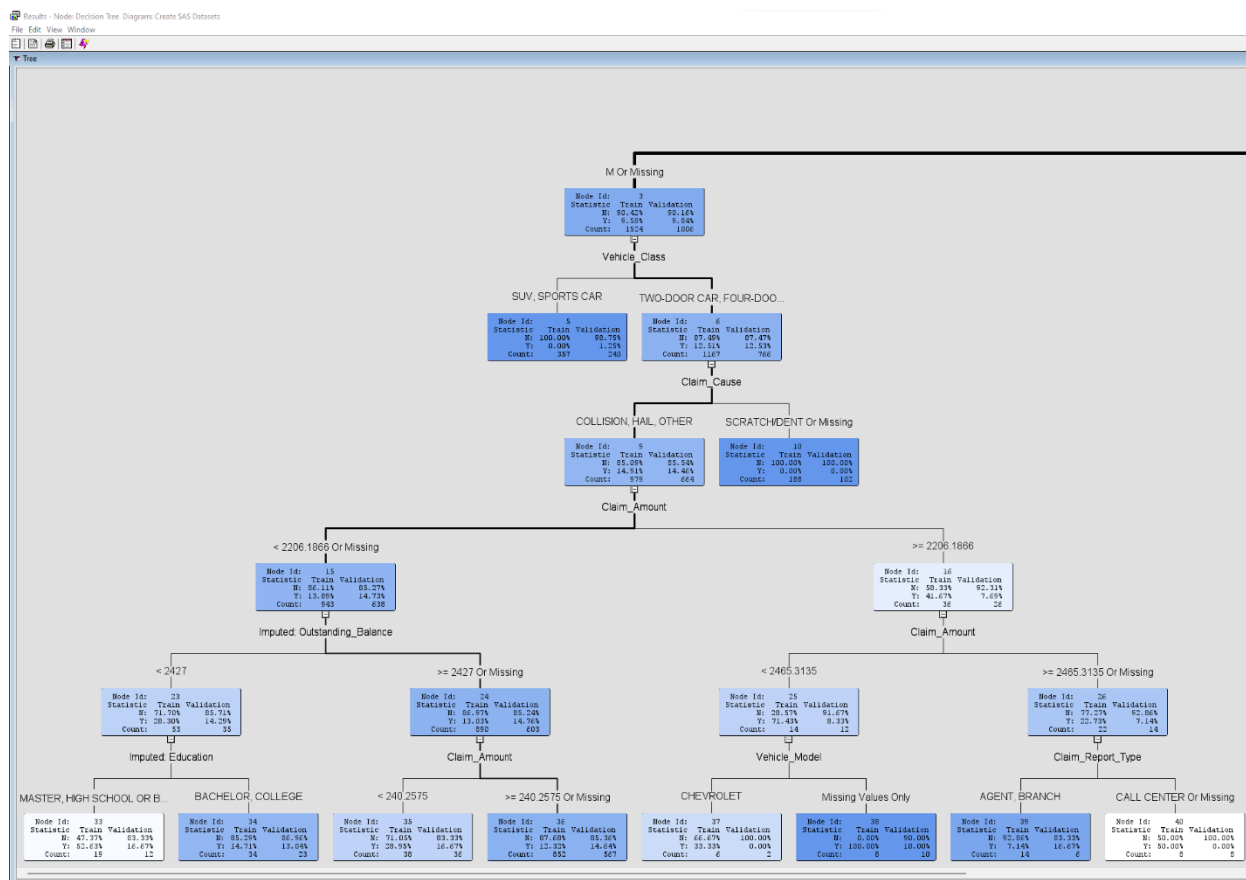 Results - Node: Decision Tree Diagrams Create SAS Datasets
File Edit View Window
Tree
M Or Missing
Node Id: 3
Statistic Train Validation
N: 90.42% 90.16%
Y: 9.58% 9.84%
Count: 1524 1006
Vehicle_Class
SUV, SPORTS CAR
TWO-DOOR CAR, FOUR-DOO...
Node Id: 5
Statistic Train Validation
N: 100.00% 98.75%
Y: 0.00% 1.25%
Count: 357 240
Node Id: 6
Statistic Train Validation
N: 87.49% 87.47%
Y: 12.51% 12.53%
Count: 1167 766
Claim_Cause
COLLISION, HAIL, OTHER
SCRATCH/DENT Or Missing
Node Id: 9
Statistic Train Validation
N: 85.09% 85.54%
Y: 14.91% 14.46%
Count: 979 664
Node Id: 10
Statistic Train Validation
N: 100.00% 100.00%
Y: 0.00% 0.00%
Count: 188 102
Claim_Amount
< 2206.1866 Or Missing
>= 2206.1866
Node Id: 15
Statistic Train Validation
N: 86.11% 85.27%
Y: 13.89% 14.73%
Count: 943 638
Node Id: 16
Statistic Train Validation
N: 58.33% 92.31%
Y: 41.67% 7.69%
Count: 36 26
Imputed: Outstanding_Balance
Claim_Amount
< 2427
>= 2427 Or Missing
< 2465.3135
>= 2465.3135 Or Missing
Node Id: 23
Statistic Train Validation
N: 71.70% 85.71%
Y: 28.30% 14.29%
Count: 53 35
Node Id: 24
Statistic Train Validation
N: 86.97% 85.24%
Y: 13.03% 14.76%
Count: 890 603
Node Id: 25
Statistic Train Validation
N: 28.57% 91.67%
Y: 71.43% 8.33%
Count: 14 12
Node Id: 26
Statistic Train Validation
N: 77.27% 92.86%
Y: 22.73% 7.14%
Count: 22 14
Imputed: Education
Claim_Amount
Vehicle_Model
Claim_Report_Type
MASTER, HIGH SCHOOL OR B...
BACHELOR, COLLEGE
< 240.2575
>= 240.2575 Or Missing
CHEVROLET
Missing Values Only
AGENT, BRANCH
CALL CENTER Or Missing
Node Id: 33
Statistic Train Validation
N: 47.37% 83.33%
Y: 52.63% 16.67%
Count: 19 12
Node Id: 34
Statistic Train Validation
N: 85.29% 86.96%
Y: 14.71% 13.04%
Count: 34 23
Node Id: 35
Statistic Train Validation
N: 71.05% 83.33%
Y: 28.95% 16.67%
Count: 38 36
Node Id: 36
Statistic Train Validation
N: 87.68% 85.36%
Y: 12.32% 14.64%
Count: 852 567
Node Id: 37
Statistic Train Validation
N: 66.67% 100.00%
Y: 33.33% 0.00%
Count: 6 2
Node Id: 38
Statistic Train Validation
N: 0.00% 90.00%
Y: 100.00% 10.00%
Count: 8 10
Node Id: 39
Statistic Train Validation
N: 92.86% 83.33%
Y: 7.14% 16.67%
Count: 14 6
Node Id: 40
Statistic Train Validation
N: 50.00% 100.00%
Y: 50.00% 0.00%
Count: 8 8